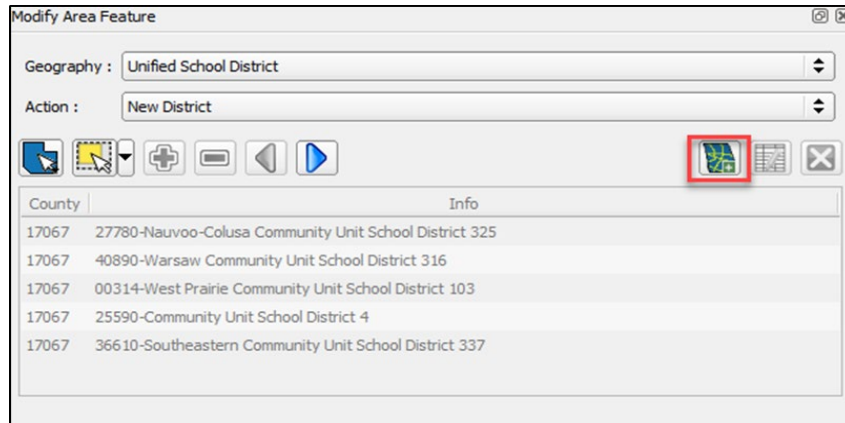 Modify Area Feature
Geography : Unified School District
Action : New District
County Info
17067 27780-Nauvoo-Colusa Community Unit School District 325
17067 40890-Warsaw Community Unit School District 316
17067 00314-West Prairie Community Unit School District 103
17067 25590-Community Unit School District 4
17067 36610-Southeastern Community Unit School District 337